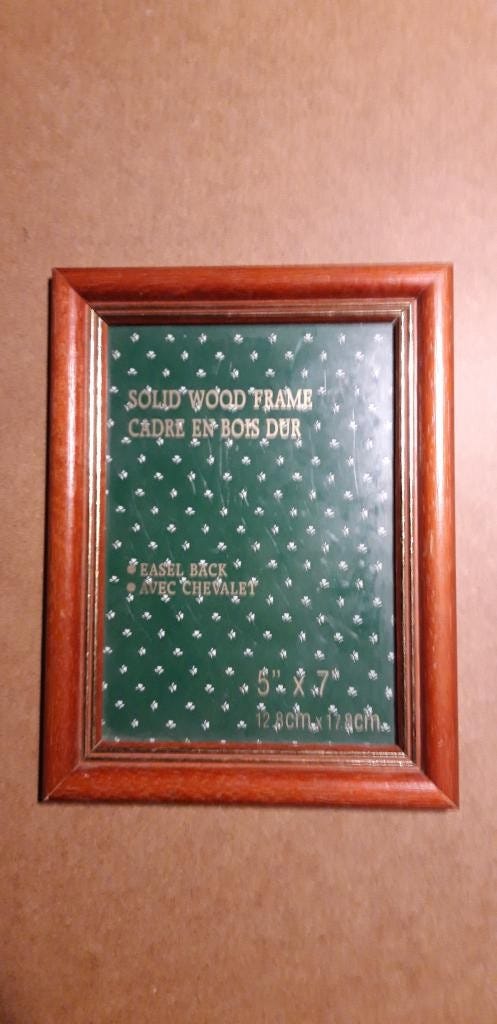 SOLID WOOD FRAME
CADRE EN BOIS DUR
• EASEL BACK
• AVEC CHEVALET
5" x 7"
12.8cm x 17.8cm